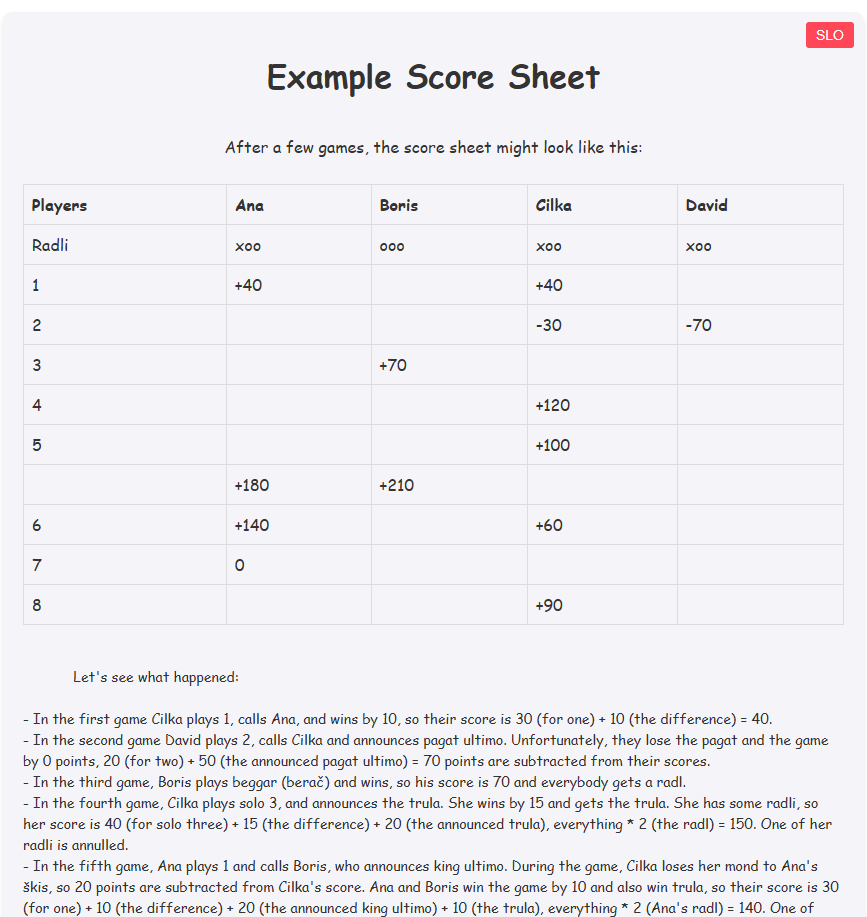 SLO
Example Score Sheet
After a few games, the score sheet might look like this:
Players Ana Boris Cilka David
Radli xoo ooo xoo xoo
1 +40 +40
2 -30 -70
3 +70
4 +120
5 +100
+180 +210
6 +140 +60
7 0
8 +90
Let's see what happened:
- In the first game Cilka plays 1, calls Ana, and wins by 10, so their score is 30 (for one) + 10 (the difference) = 40.
- In the second game David plays 2, calls Cilka and announces pagat ultimo. Unfortunately, they lose the pagat and the game
by 0 points, 20 (for two) + 50 (the announced pagat ultimo) = 70 points are subtracted from their scores.
- In the third game, Boris plays beggar (berač) and wins, so his score is 70 and everybody gets a radl.
- In the fourth game, Cilka plays solo 3, and announces the trula. She wins by 15 and gets the trula. She has some radli, so
her score is 40 (for solo three) + 15 (the difference) + 20 (the announced trula), everything * 2 (the radl) = 150. One of her
radli is annulled.
- In the fifth game, Ana plays 1 and calls Boris, who announces king ultimo. During the game, Cilka loses her mond to Ana's
škis, so 20 points are subtracted from Cilka's score. Ana and Boris win the game by 10 and also win trula, so their score is 30
(for one) + 10 (the difference) + 20 (the announced king ultimo) + 10 (the trula), everything * 2 (Ana's radl) = 140. One of